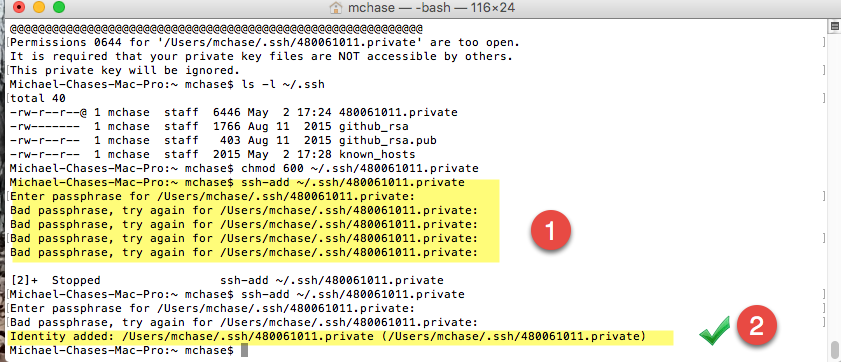 mchase — -bash — 116×24
@@@@@@@@@@@@@@@@@@@@@@@@@@@@@@@@@@@@@@@@@@@@@@@@@@@@@@@@@@@
Permissions 0644 for '/Users/mchase/.ssh/480061011.private' are too open.
It is required that your private key files are NOT accessible by others.
This private key will be ignored.
Michael-Chases-Mac-Pro:~ mchase$ ls -l ~/.ssh
total 40
-rw-r--r--@ 1 mchase  staff  6446 May  2 17:24 480061011.private
-rw-------  1 mchase  staff  1766 Aug 11  2015 github_rsa
-rw-r--r--  1 mchase  staff   403 Aug 11  2015 github_rsa.pub
-rw-r--r--  1 mchase  staff  2015 May  2 17:28 known_hosts
Michael-Chases-Mac-Pro:~ mchase$ chmod 600 ~/.ssh/480061011.private
Michael-Chases-Mac-Pro:~ mchase$ ssh-add ~/.ssh/480061011.private
Enter passphrase for /Users/mchase/.ssh/480061011.private:
Bad passphrase, try again for /Users/mchase/.ssh/480061011.private:
Bad passphrase, try again for /Users/mchase/.ssh/480061011.private:
Bad passphrase, try again for /Users/mchase/.ssh/480061011.private:
Bad passphrase, try again for /Users/mchase/.ssh/480061011.private:
1
[2]+  Stopped                 ssh-add ~/.ssh/480061011.private
Michael-Chases-Mac-Pro:~ mchase$ ssh-add ~/.ssh/480061011.private
Enter passphrase for /Users/mchase/.ssh/480061011.private:
Bad passphrase, try again for /Users/mchase/.ssh/480061011.private:
Identity added: /Users/mchase/.ssh/480061011.private (/Users/mchase/.ssh/480061011.private)
2
Michael-Chases-Mac-Pro:~ mchase$